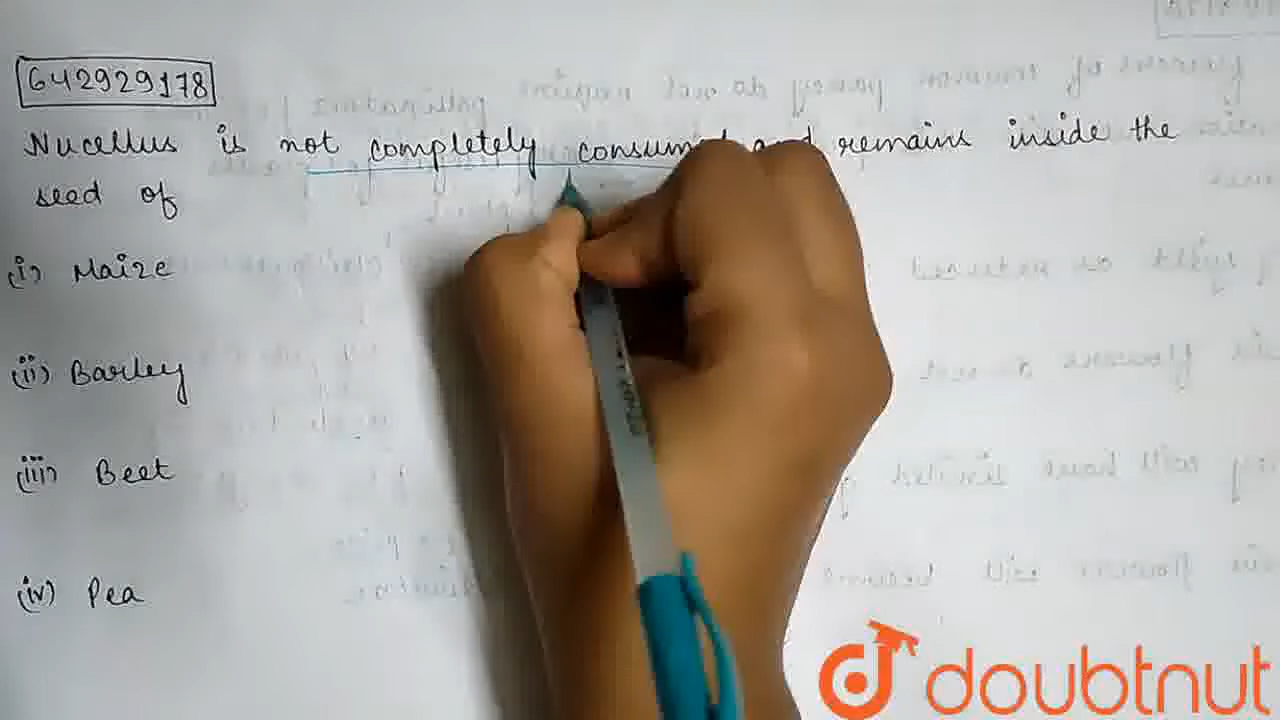 642929178
Nucellus is not completely consum and remains inside the
seed of
(i) Maize
(ii) Barley
(iii) Beet
(iv) Pea
doubtnut